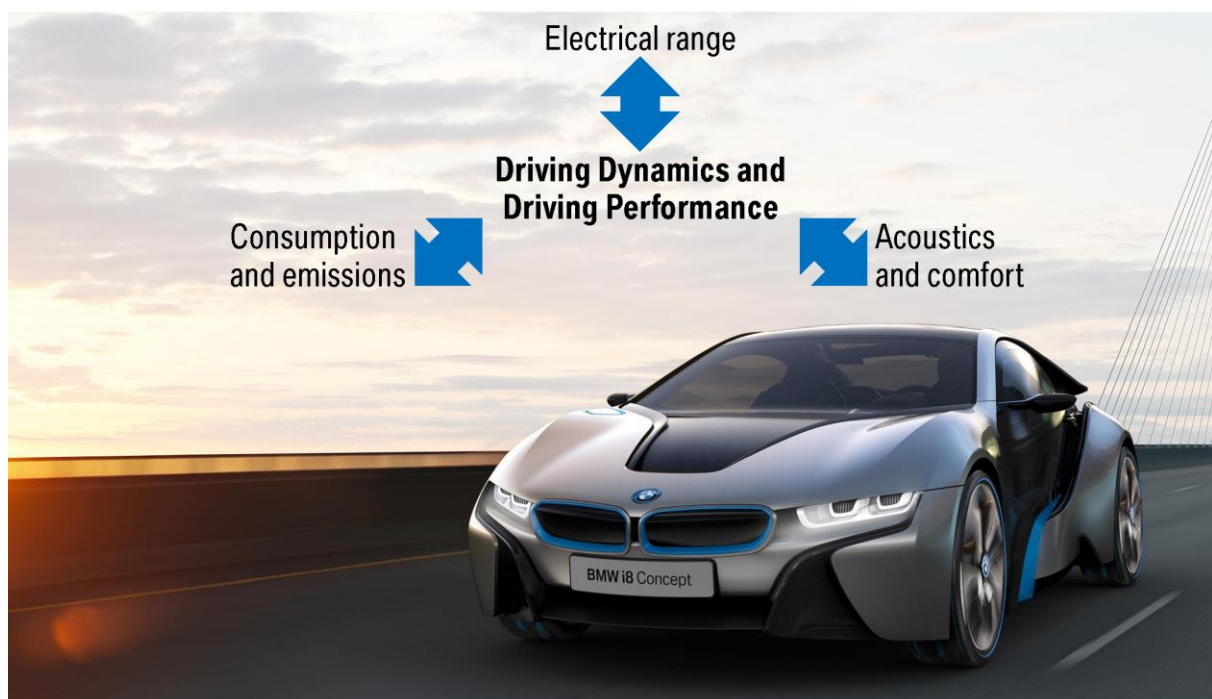 Electrical range
Driving Dynamics and
Driving Performance
Consumption
and emissions
Acoustics
and comfort
BMW i8 Concept